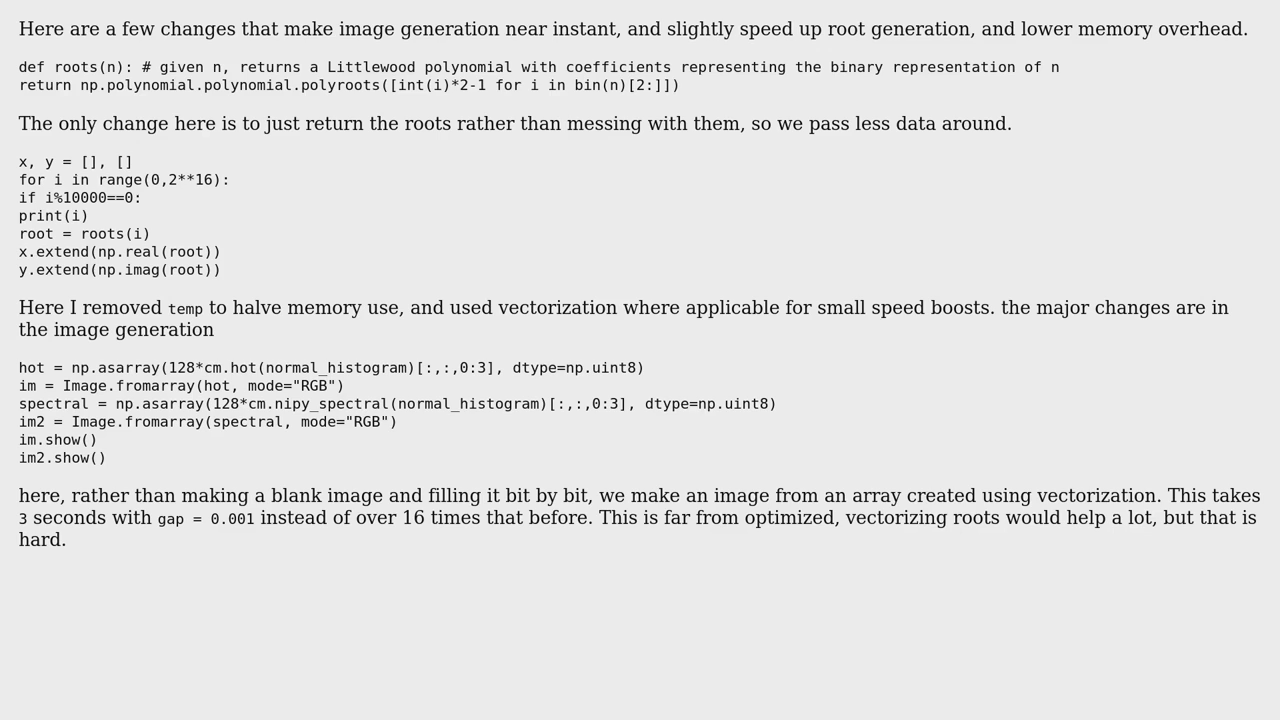 Here are a few changes that make image generation near instant, and slightly speed up root generation, and lower memory overhead.
def roots(n): # given n, returns a Littlewood polynomial with coefficients representing the binary representation of n
return np.polynomial.polynomial.polyroots([int(i)*2-1 for i in bin(n)[2:]])
The only change here is to just return the roots rather than messing with them, so we pass less data around.
x, y = [], []
for i in range(0,2**16):
if i%10000==0:
print(i)
root = roots(i)
x.extend(np.real(root))
y.extend(np.imag(root))
Here I removed temp to halve memory use, and used vectorization where applicable for small speed boosts. the major changes are in
the image generation
hot = np.asarray(128*cm.hot(normal_histogram)[:,:,0:3], dtype=np.uint8)
im = Image.fromarray(hot, mode="RGB")
spectral = np.asarray(128*cm.nipy_spectral(normal_histogram)[:,:,0:3], dtype=np.uint8)
im2 = Image.fromarray(spectral, mode="RGB")
im.show()
im2.show()
here, rather than making a blank image and filling it bit by bit, we make an image from an array created using vectorization. This takes
3 seconds with gap = 0.001 instead of over 16 times that before. This is far from optimized, vectorizing roots would help a lot, but that is
hard.